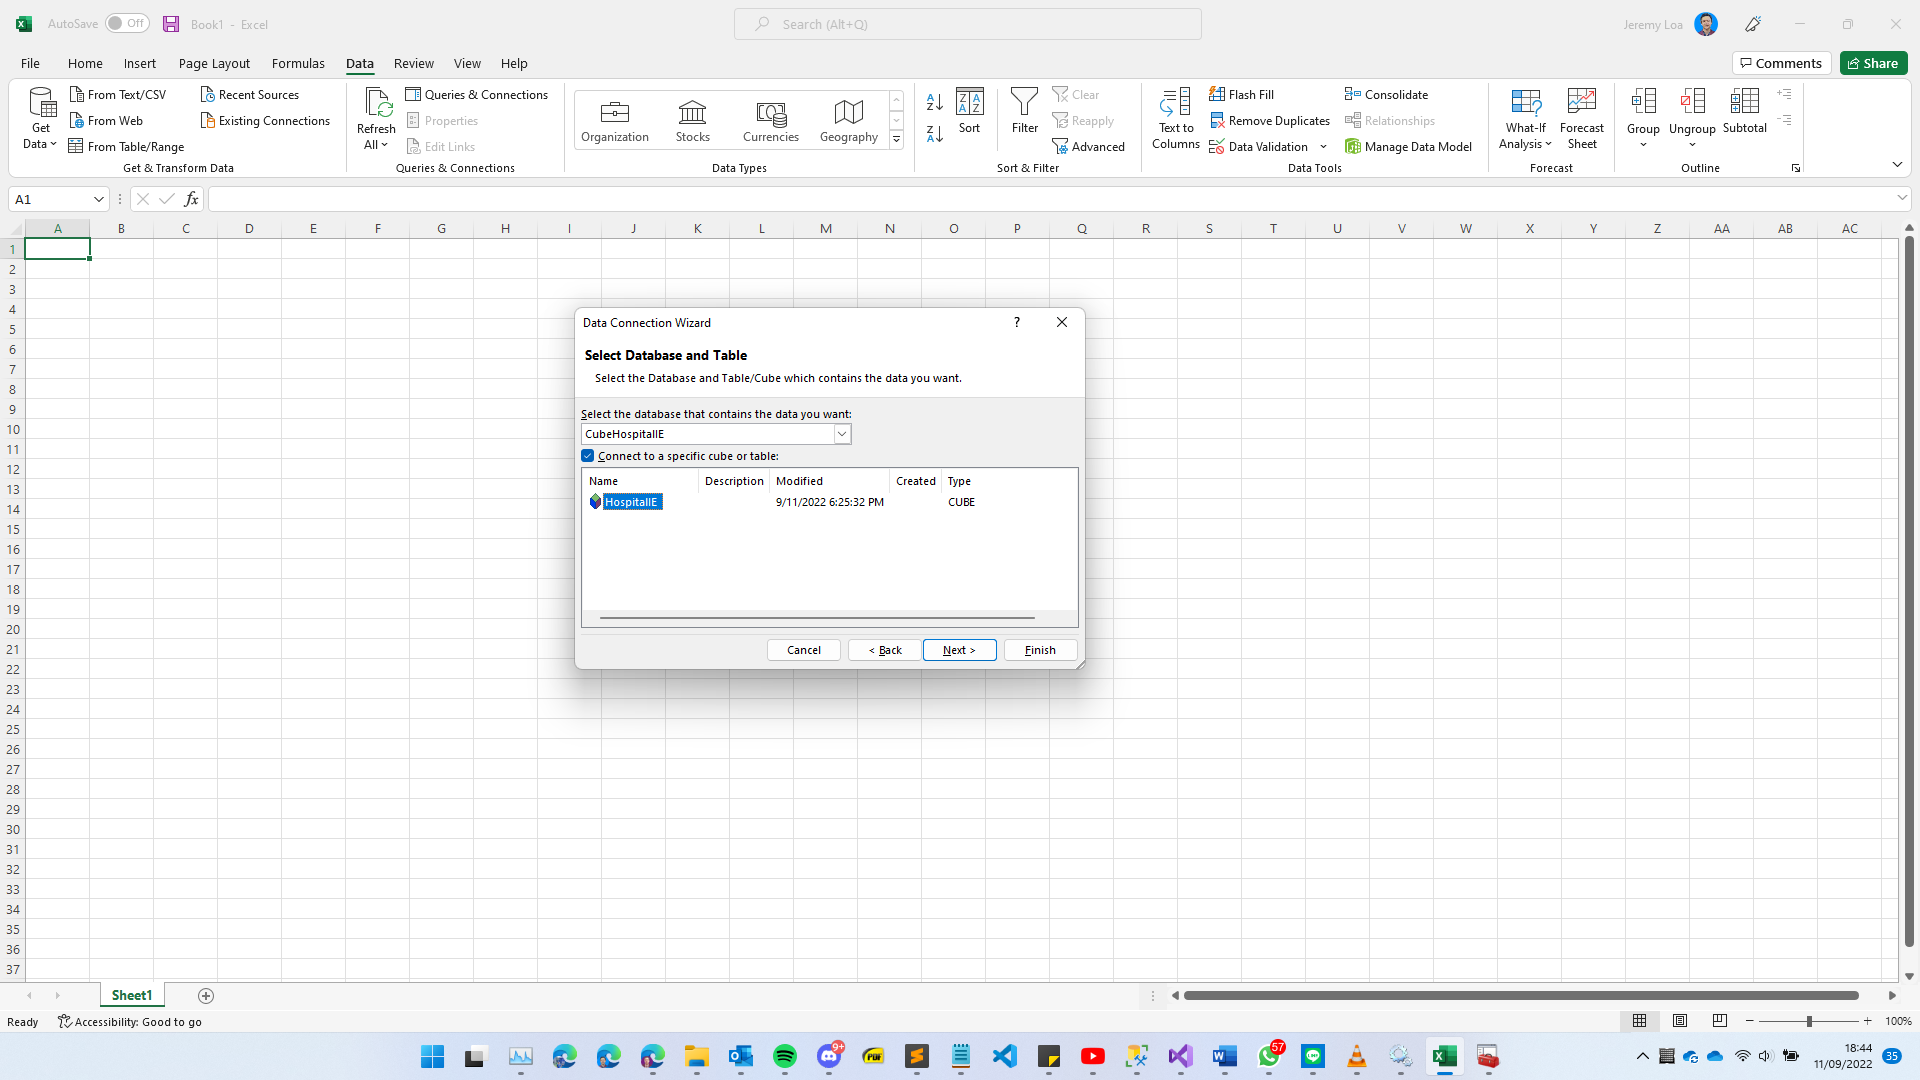 AutoSave Off Book1 - Excel Search (Alt+Q) Jeremy Loa
File Home Insert Page Layout Formulas Data Review View Help Comments Share
Get Data
From Text/CSV
From Web
From Table/Range
Recent Sources
Existing Connections
Get & Transform Data
Refresh All
Queries & Connections
Properties
Edit Links
Queries & Connections
Organization Stocks Currencies Geography
Data Types
Sort
Filter
Clear
Reapply
Advanced
Sort & Filter
Text to Columns
Flash Fill
Remove Duplicates
Data Validation
Consolidate
Relationships
Manage Data Model
Data Tools
What-If Analysis
Forecast Sheet
Forecast
Group
Ungroup
Subtotal
Outline
A1 fx
A B C D E F G H I J K L M N O P Q R S T U V W X Y Z AA AB AC
1
2
3
4
5
6
7
8
9
10
11
12
13
14
15
16
17
18
19
20
21
22
23
24
25
26
27
28
29
30
31
32
33
34
35
36
37
Data Connection Wizard ?
Select Database and Table
Select the Database and Table/Cube which contains the data you want.
Select the database that contains the data you want:
CubeHospitalIE
Connect to a specific cube or table:
Name Description Modified Created Type
HospitalIE 9/11/2022 6:25:32 PM CUBE
Cancel < Back Next > Finish
Sheet1
Ready Accessibility: Good to go 100%
9+ PDF 57
18:44
11/09/2022
35